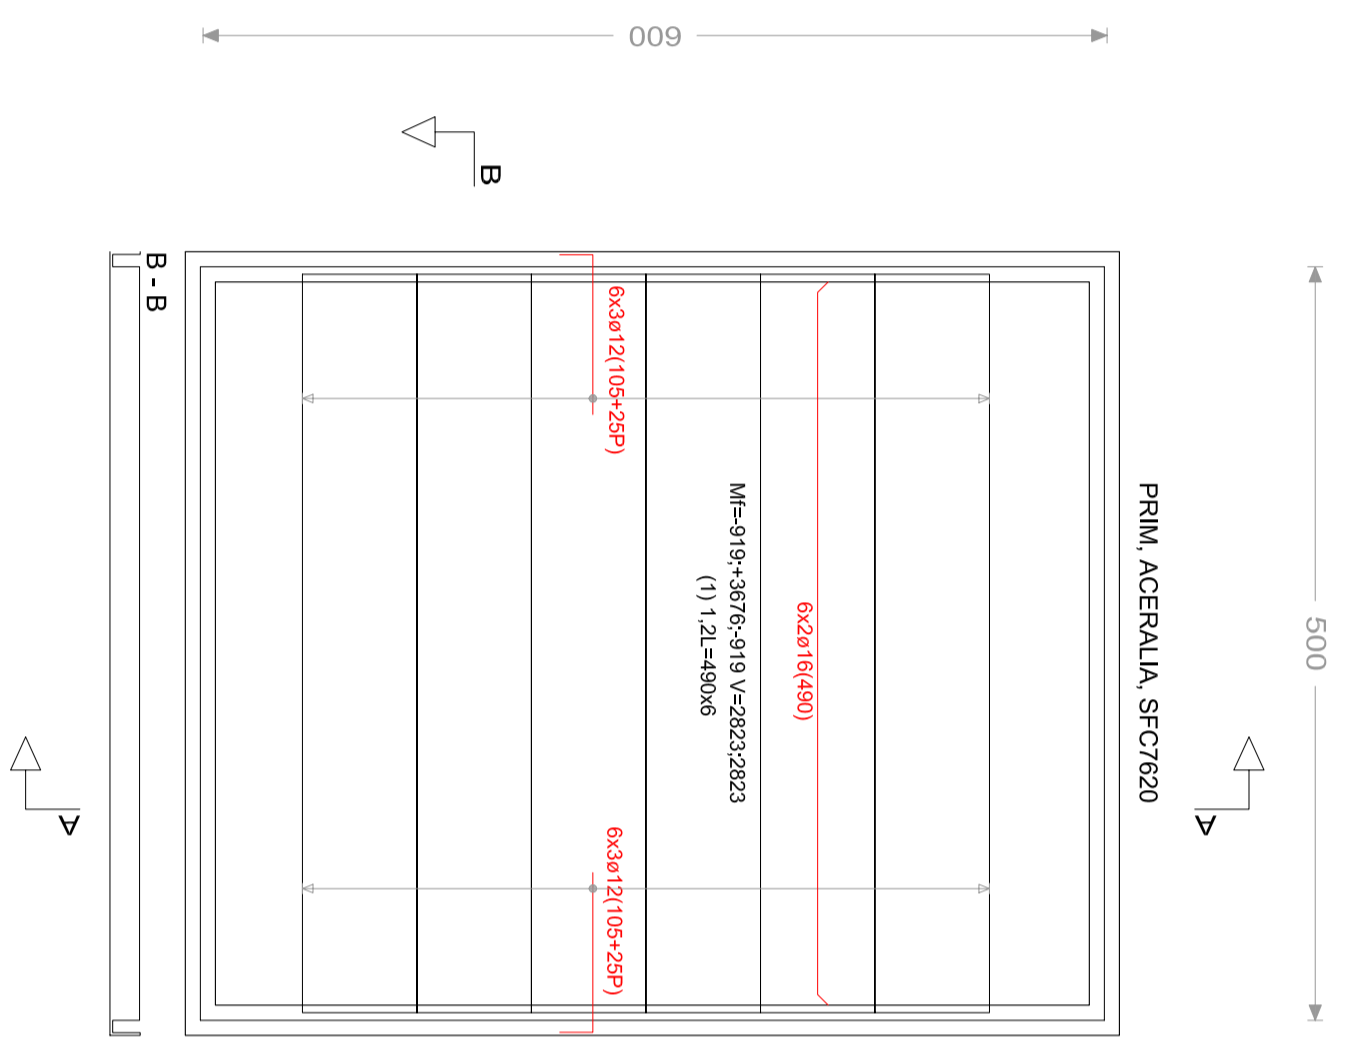 600
B
B - B
6x3ø12(105+25P)
PRIM, ACERALIA, SFC7620
6x2ø16(490)
Mf=-919;+3676;-919 V=2823;2823
(1) 1,2L=490x6
500
6x3ø12(105+25P)
A
A